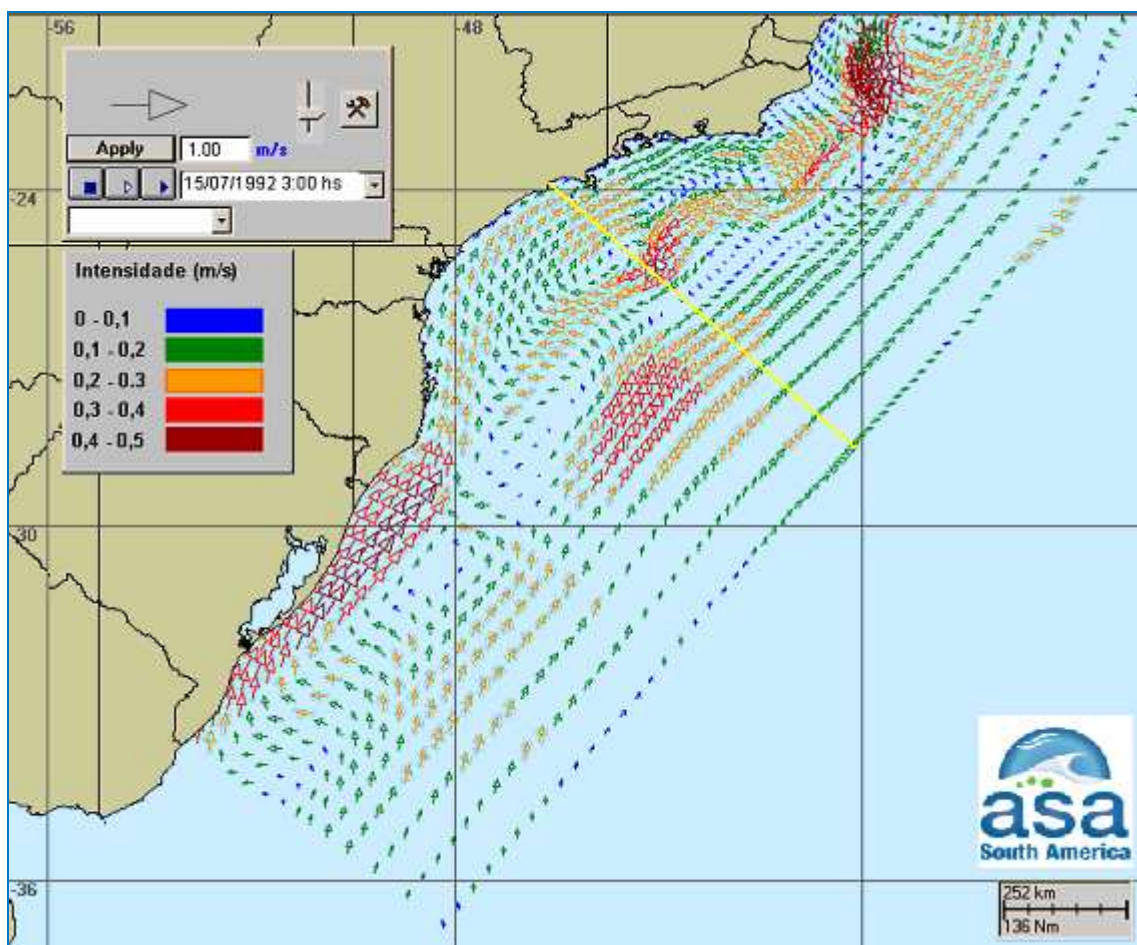 -56
-48
Apply
1.00
m/s
15/07/1992 3:00 hs
-24
Intensidade (m/s)
0 - 0,1
0,1 - 0,2
0,2 - 0.3
0,3 - 0,4
0,4 - 0,5
-30
asa
South America
-36
252 km
136 Nm